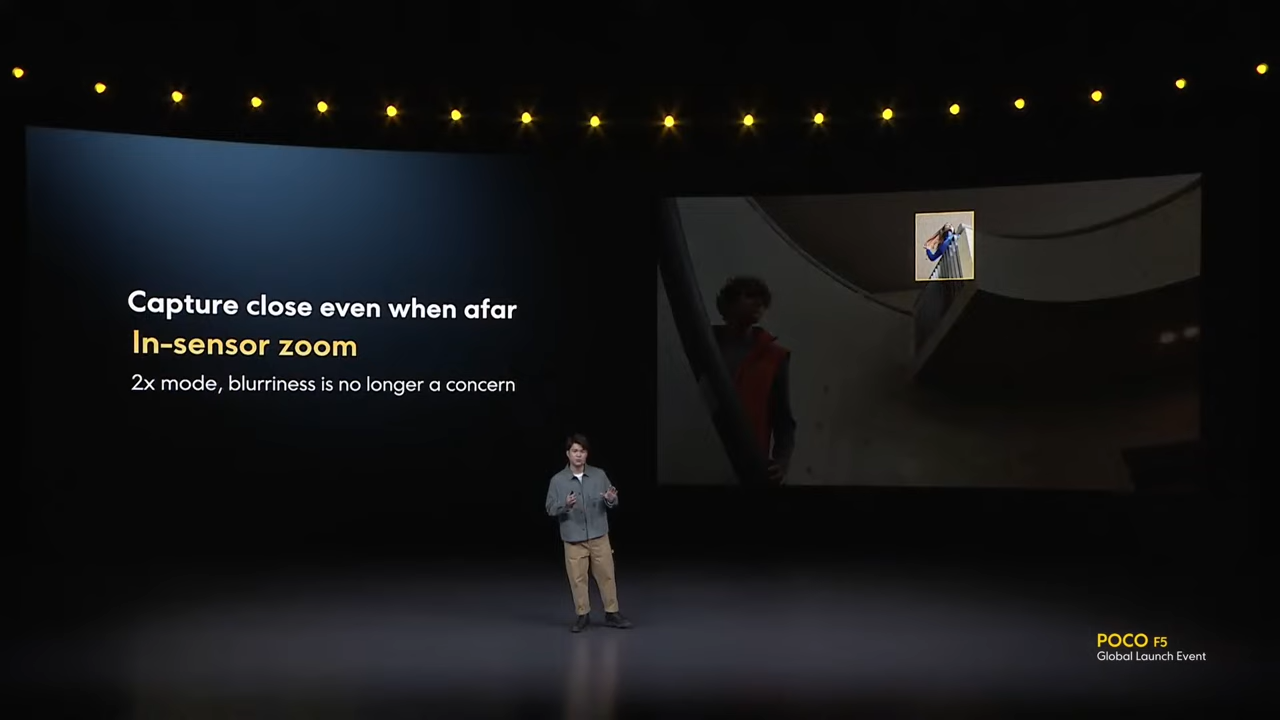 Capture close even when afar
In-sensor zoom
2x mode, blurriness is no longer a concern
POCO F5
Global Launch Event